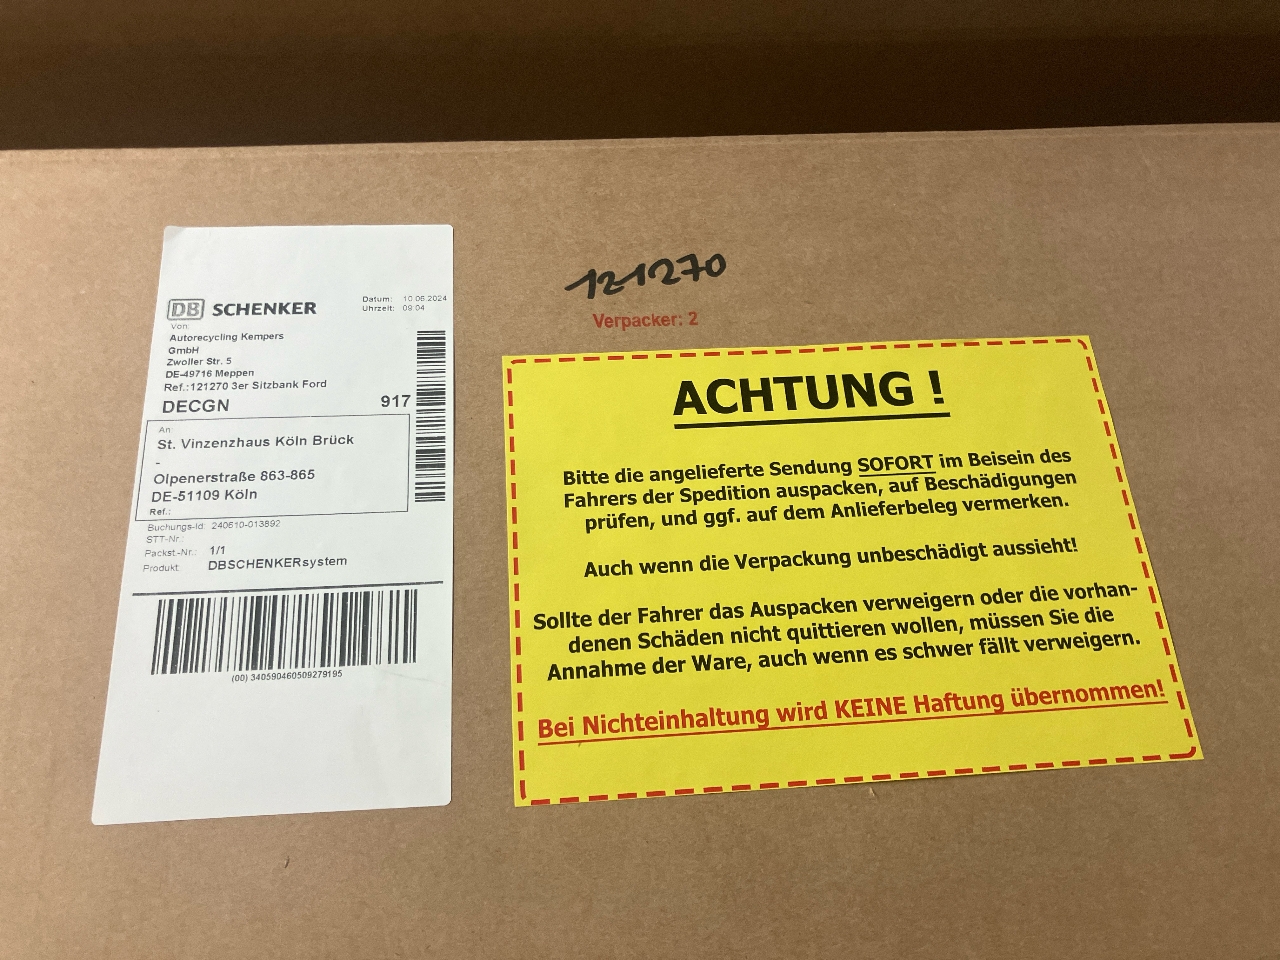 DB SCHENKER
Datum: 10.06.2024
Uhrzeit: 09:04
Von:
Autorecycling Kempers
GmbH
Zwoller Str. 5
DE-49716 Meppen
Ref.:121270 3er Sitzbank Ford
DECGN 917
An:
St. Vinzenzhaus Köln Brück
-
Olpenerstraße 863-865
DE-51109 Köln
Ref.:
Buchungs-Id: 240610-013892
STT-Nr.:
Packst.-Nr.: 1/1
Produkt: DBSCHENKERsystem
(00) 340590460509279195
121270
Verpacker: 2
ACHTUNG !
Bitte die angelieferte Sendung SOFORT im Beisein des
Fahrers der Spedition auspacken, auf Beschädigungen
prüfen, und ggf. auf dem Anlieferbeleg vermerken.
Auch wenn die Verpackung unbeschädigt aussieht!
Sollte der Fahrer das Auspacken verweigern oder die vorhan-
denen Schäden nicht quittieren wollen, müssen Sie die
Annahme der Ware, auch wenn es schwer fällt verweigern.
Bei Nichteinhaltung wird KEINE Haftung übernommen!